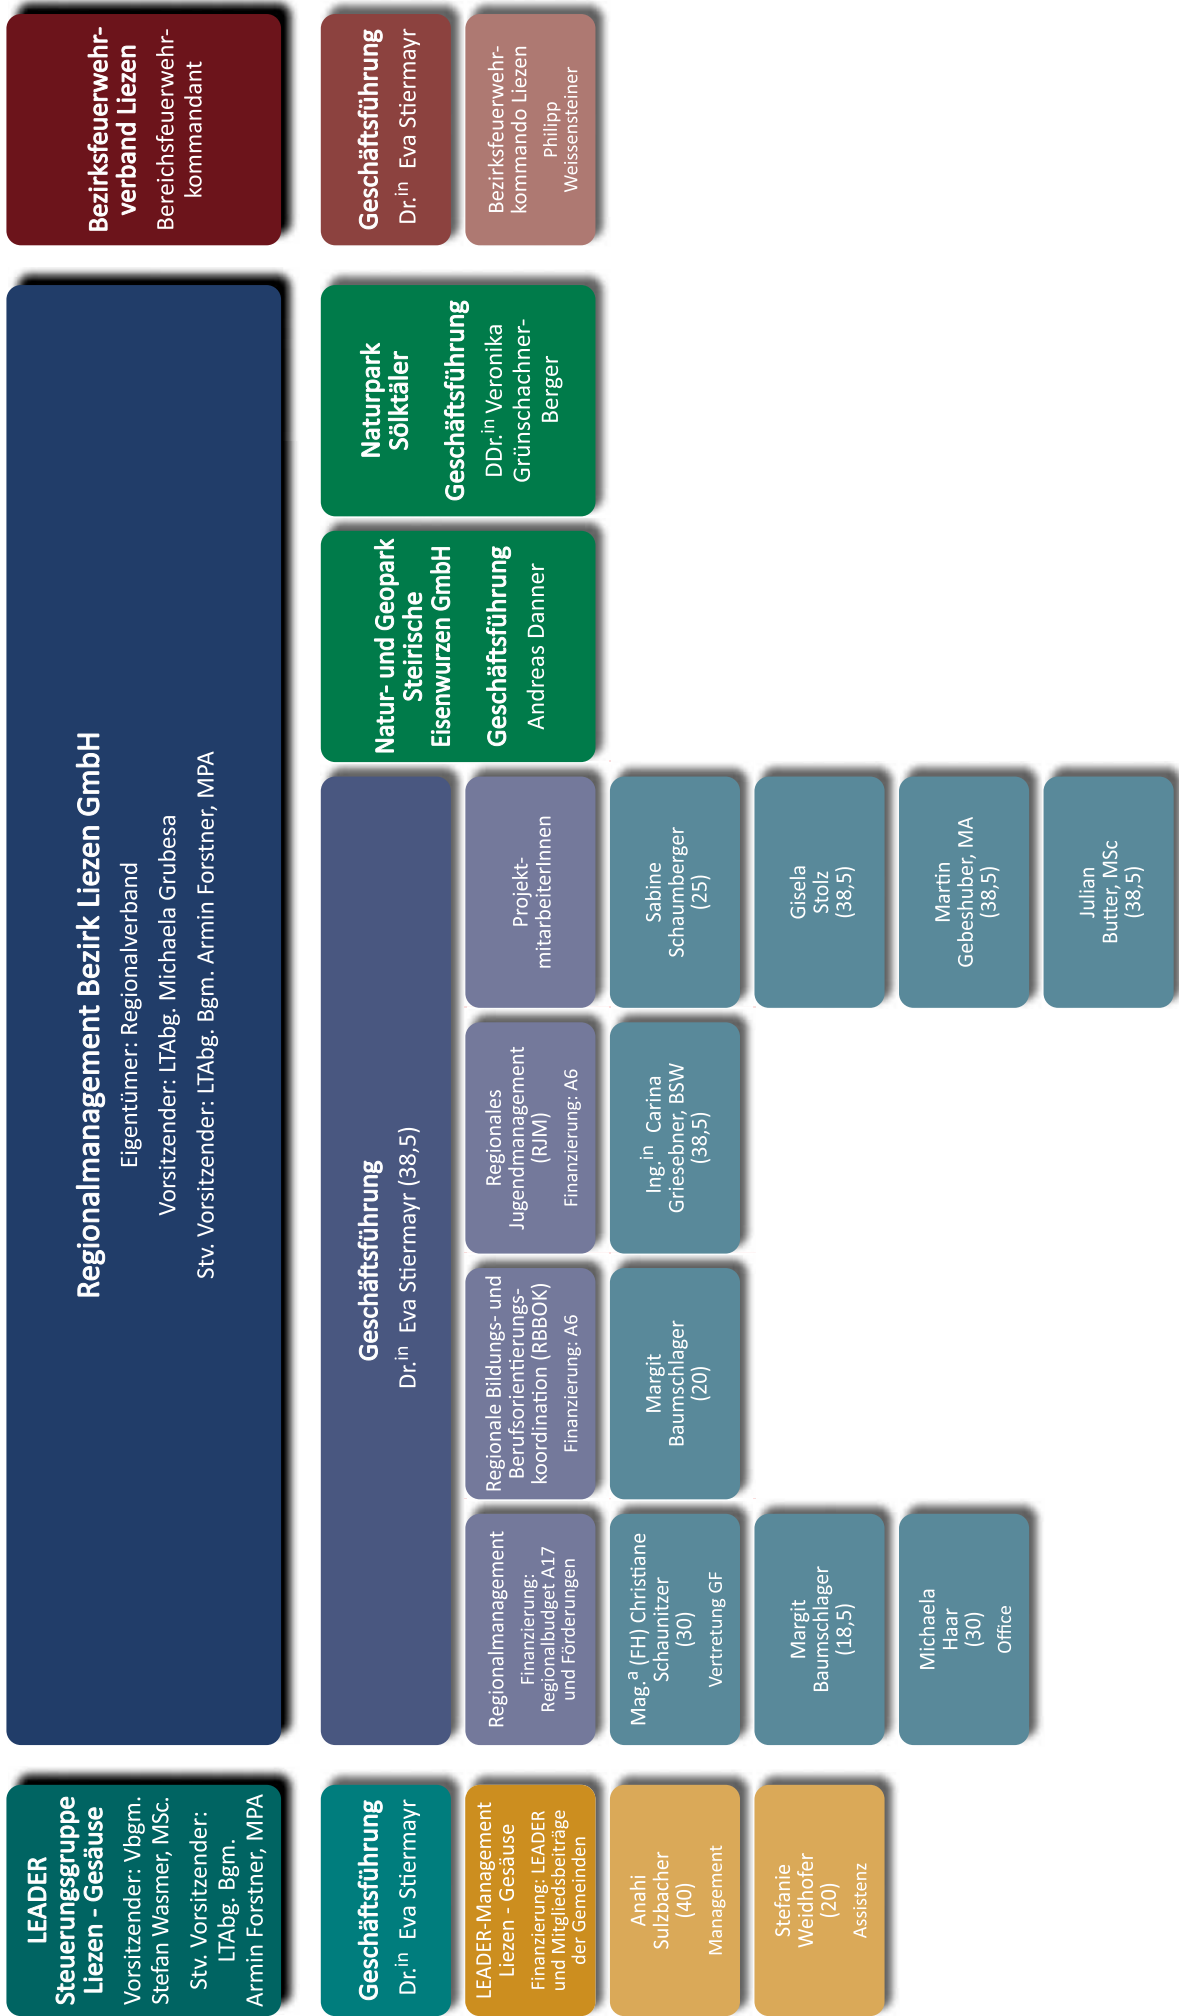 LEADER
Steuerungsgruppe
Liezen - Gesäuse
Vorsitzender: Vbgm.
Stefan Wasmer, MSc.
Stv. Vorsitzender:
LTAbg. Bgm.
Armin Forstner, MPA
Regionalmanagement Bezirk Liezen GmbH
Eigentümer: Regionalverband
Vorsitzender: LTAbg. Michaela Grubesa
Stv. Vorsitzender: LTAbg. Bgm. Armin Forstner, MPA
Bezirksfeuerwehr-
verband Liezen
Bereichsfeuerwehr-
kommandant
Geschäftsführung
Dr.in Eva Stiermayr
Geschäftsführung
Dr.in Eva Stiermayr (38,5)
Natur- und Geopark
Steirische
Eisenwurzen GmbH
Geschäftsführung
Andreas Danner
Naturpark
Sölktäler
Geschäftsführung
DDr.in Veronika
Grünschachner-
Berger
Geschäftsführung
Dr.in Eva Stiermayr
LEADER-Management
Liezen - Gesäuse
Finanzierung: LEADER
und Mitgliedsbeiträge
der Gemeinden
Regionalmanagement
Finanzierung:
Regionalbudget A17
und Förderungen
Regionale Bildungs- und
Berufsorientierungs-
koordination (RBBOK)
Finanzierung: A6
Regionales
Jugendmanagement
(RJM)
Finanzierung: A6
Projekt-
mitarbeiterInnen
Bezirksfeuerwehr-
kommando Liezen
Philipp
Weissensteiner
Anahi
Sulzbacher
(40)
Management
Mag.a (FH) Christiane
Schaunitzer
(30)
Vertretung GF
Margit
Baumschlager
(20)
Ing.in Carina
Griesebner, BSW
(38,5)
Sabine
Schaumberger
(25)
Stefanie
Weidhofer
(20)
Assistenz
Margit
Baumschlager
(18,5)
Gisela
Stolz
(38,5)
Michaela
Haar
(30)
Office
Martin
Gebeshuber, MA
(38,5)
Julian
Butter, MSc
(38,5)